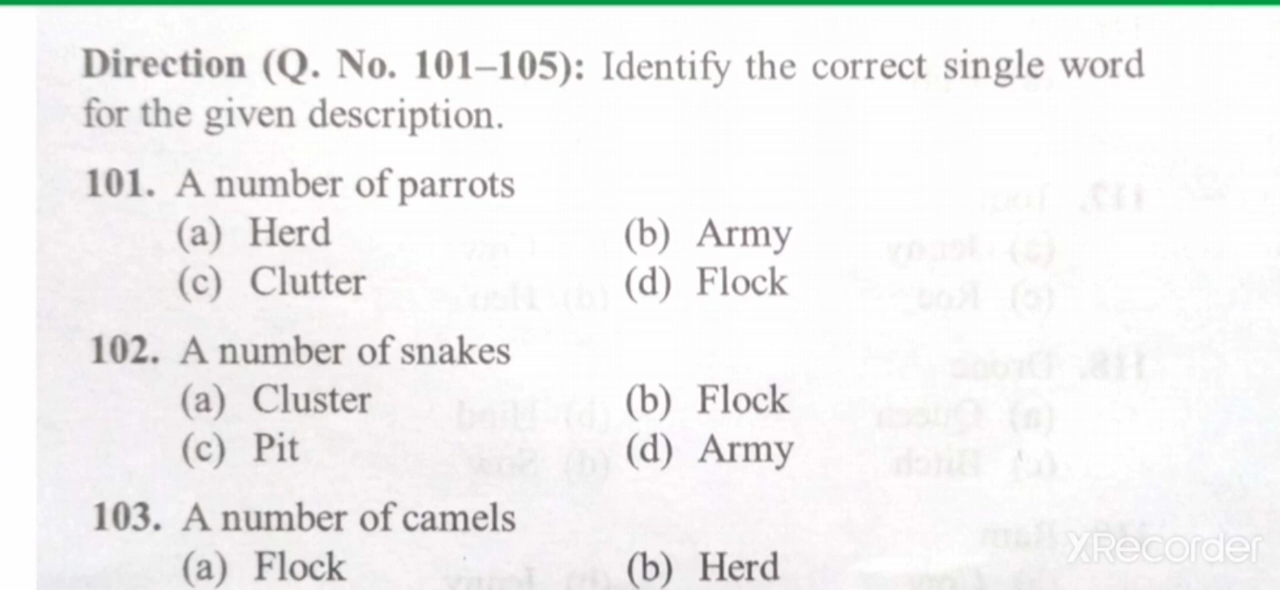 Direction (Q. No. 101–105): Identify the correct single word
for the given description.
101. A number of parrots
(a) Herd (b) Army
(c) Clutter (d) Flock
102. A number of snakes
(a) Cluster (b) Flock
(c) Pit (d) Army
103. A number of camels
(a) Flock (b) Herd
XRecorder